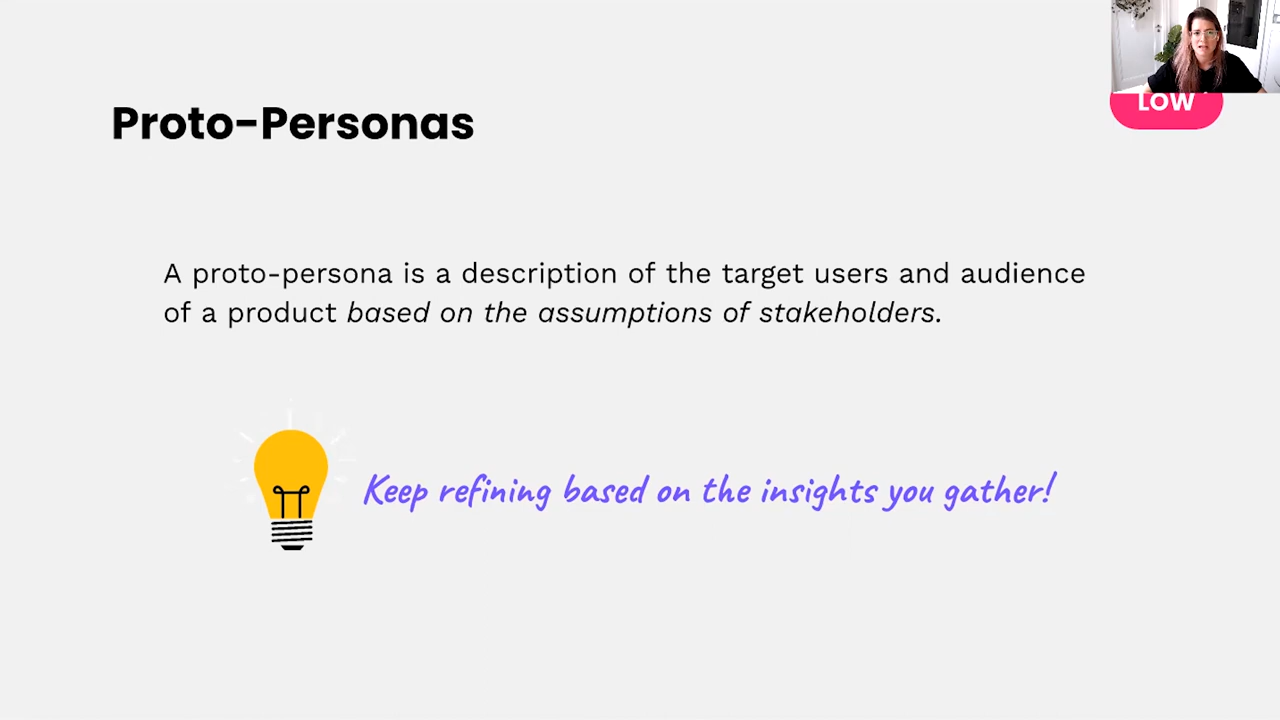 LOW
Proto-Personas
A proto-persona is a description of the target users and audience
of a product based on the assumptions of stakeholders.
Keep refining based on the insights you gather!